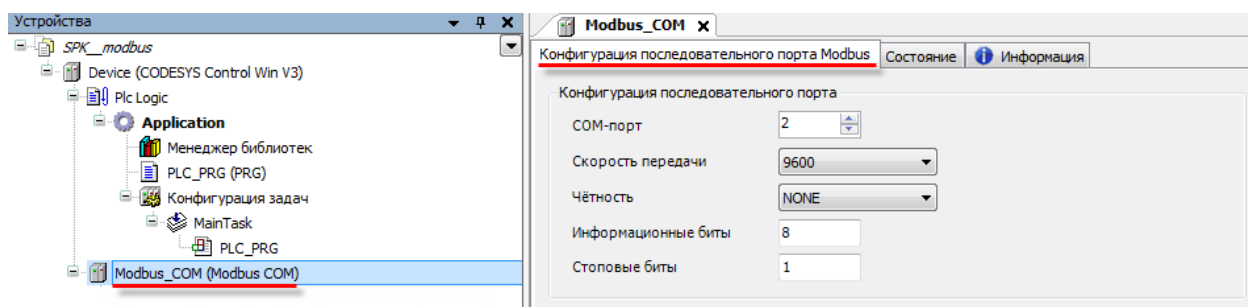 Устройства
SPK__modbus
Device (CODESYS Control Win V3)
Plc Logic
Application
Менеджер библиотек
PLC_PRG (PRG)
Конфигурация задач
MainTask
PLC_PRG
Modbus_COM (Modbus COM)
Modbus_COM
Конфигурация последовательного порта Modbus Состояние Информация
Конфигурация последовательного порта
COM-порт 2
Скорость передачи 9600
Чётность NONE
Информационные биты 8
Стоповые биты 1